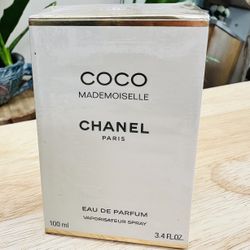 COCO
MADEMOISELLE
CHANEL
PARIS
EAU DE PARFUM
VAPORISATEUR SPRAY
100 ml 3.4 FL.OZ.